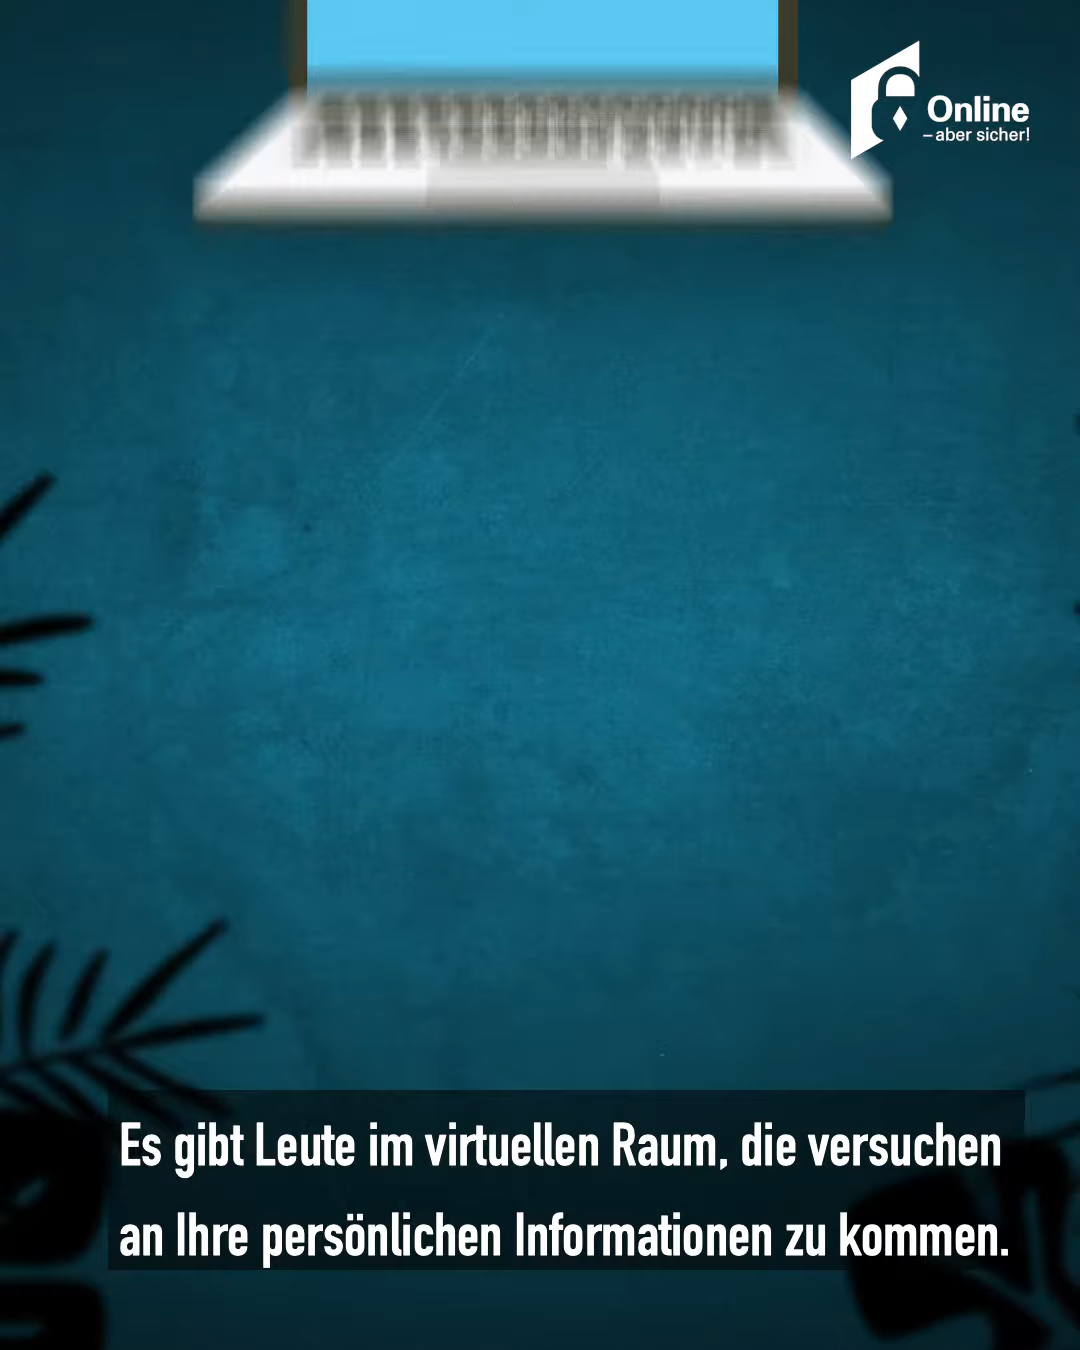 Online
– aber sicher!
Es gibt Leute im virtuellen Raum, die versuchen
an Ihre persönlichen Informationen zu kommen.